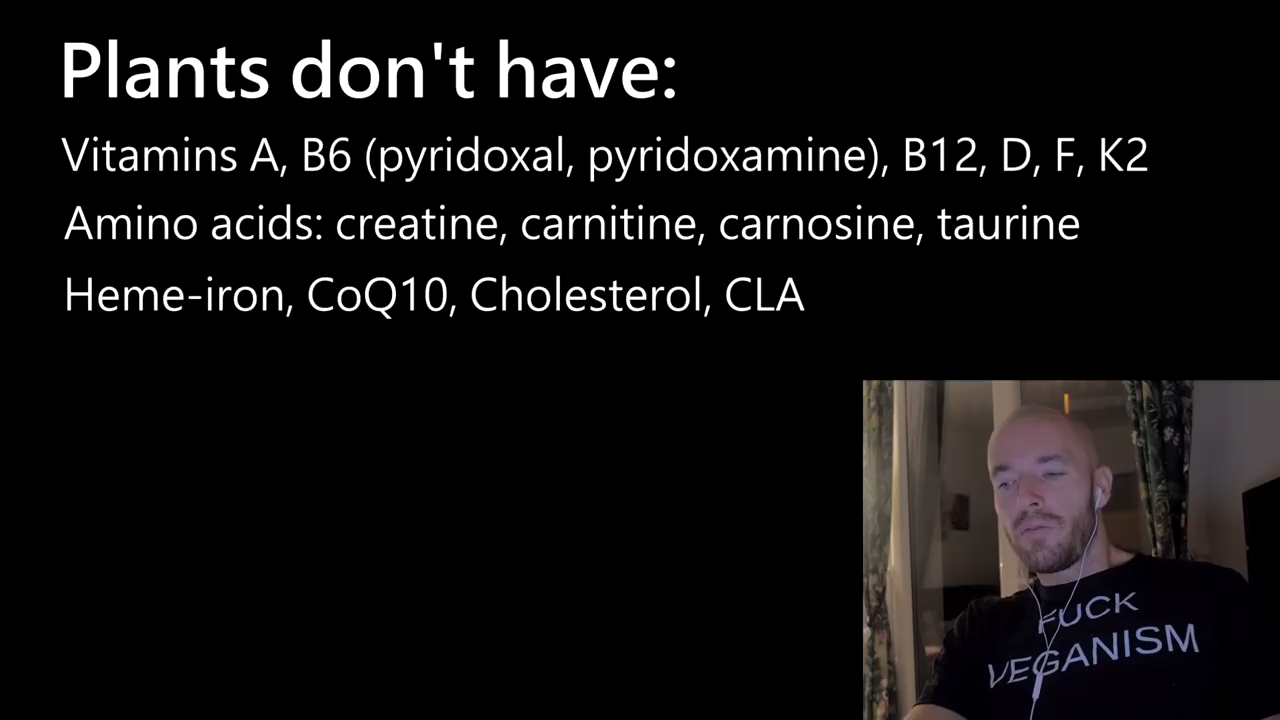 Plants don't have:
Vitamins A, B6 (pyridoxal, pyridoxamine), B12, D, F, K2
Amino acids: creatine, carnitine, carnosine, taurine
Heme-iron, CoQ10, Cholesterol, CLA
FUCK
VEGANISM